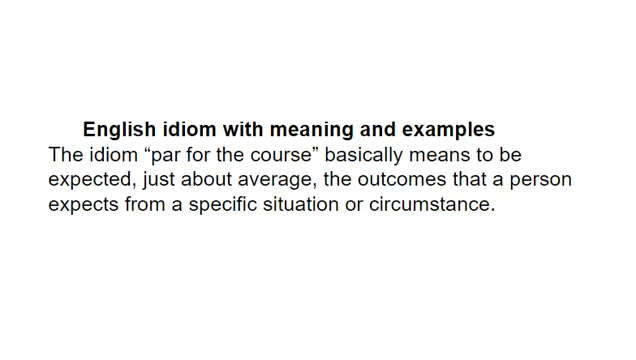 English idiom with meaning and examples
The idiom “par for the course” basically means to be
expected, just about average, the outcomes that a person
expects from a specific situation or circumstance.